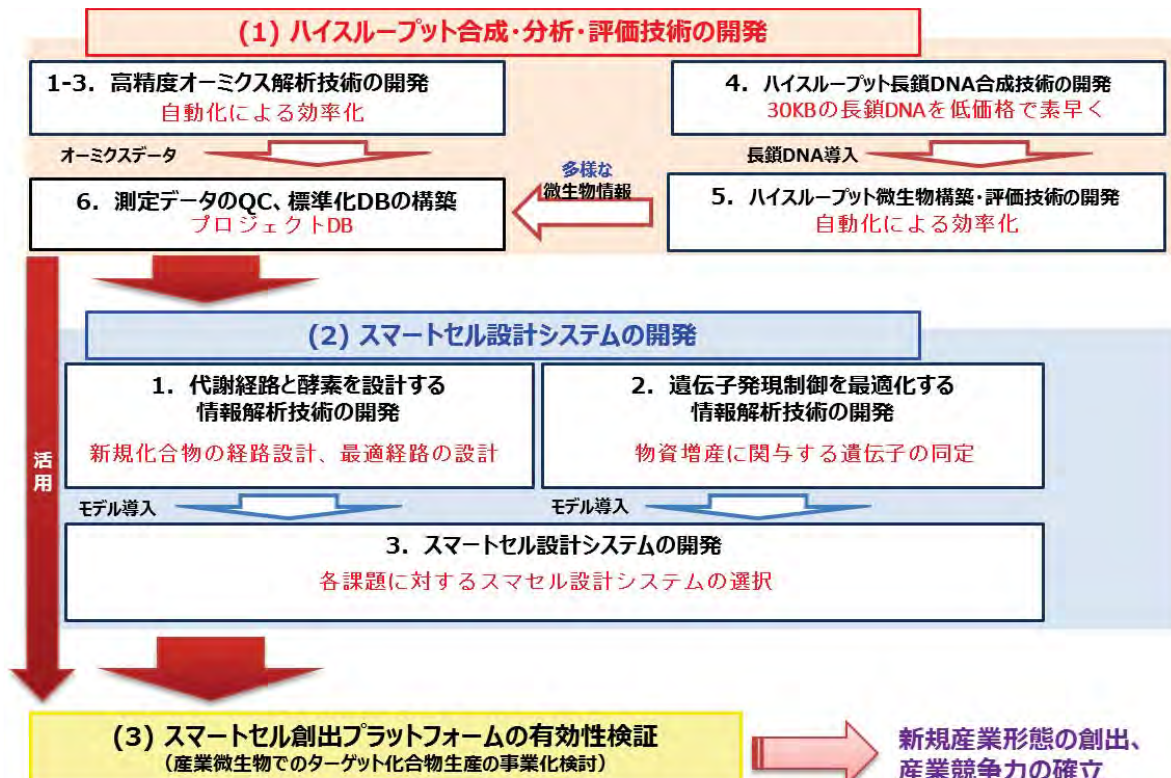 (1) ハイスループット合成・分析・評価技術の開発
1-3. 高精度オーミクス解析技術の開発
自動化による効率化
オーミクスデータ
6. 測定データのQC、標準化DBの構築
プロジェクトDB
多様な
微生物情報
4. ハイスループット長鎖DNA合成技術の開発
30KBの長鎖DNAを低価格で素早く
長鎖DNA導入
5. ハイスループット微生物構築・評価技術の開発
自動化による効率化
活用
(2) スマートセル設計システムの開発
1. 代謝経路と酵素を設計する
情報解析技術の開発
新規化合物の経路設計、最適経路の設計
モデル導入
2. 遺伝子発現制御を最適化する
情報解析技術の開発
物資増産に関与する遺伝子の同定
モデル導入
3. スマートセル設計システムの開発
各課題に対するスマセル設計システムの選択
(3) スマートセル創出プラットフォームの有効性検証
（産業微生物でのターゲット化合物生産の事業化検討）
新規産業形態の創出、
産業競争力の確立